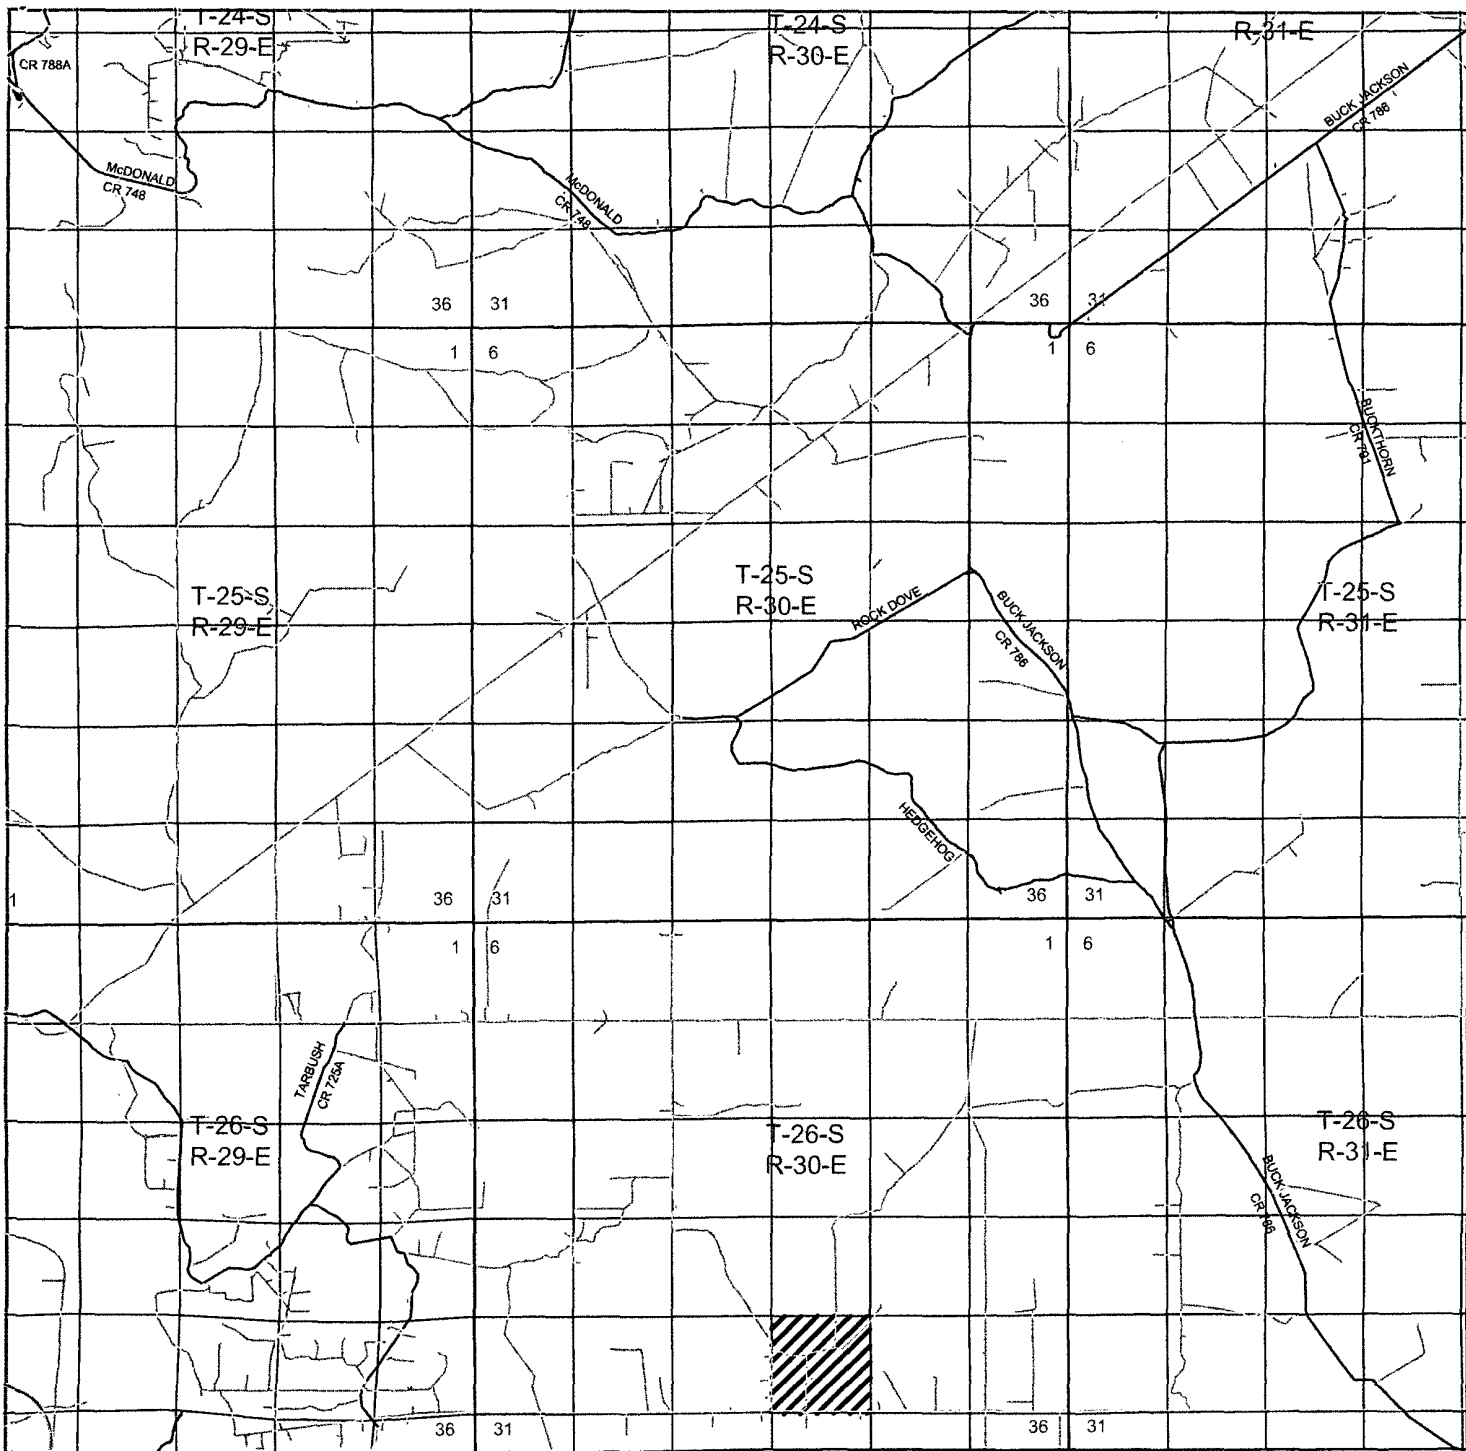 T-24-S
R-29-E
T-24-S
R-30-E
R-31-E
CR 788A
BUCK JACKSON
CR 786
McDONALD
CR 748
McDONALD
CR 748
36 31
36 31
1 6
1 6
BUCKTHORN
CR 791
T-25-S
R-29-E
T-25-S
R-30-E
T-25-S
R-31-E
ROCK DOVE
BUCK JACKSON
CR 786
HEDGEHOG
1
36 31
36 31
1 6
1 6
TARBUSH
CR 725A
T-26-S
R-29-E
T-26-S
R-30-E
T-26-S
R-31-E
BUCK JACKSON
CR 786
36 31
36 31